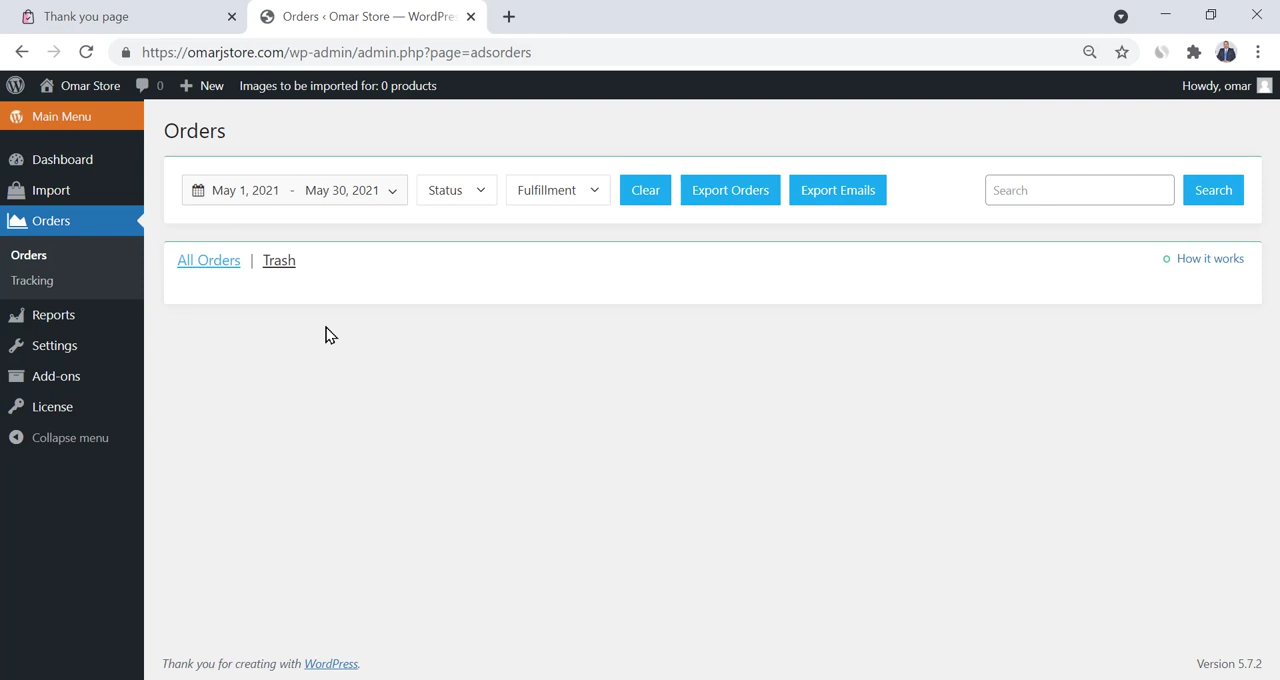 Thank you page
Orders ‹ Omar Store — WordPre
https://omarjstore.com/wp-admin/admin.php?page=adsorders
Omar Store 0 New Images to be imported for: 0 products Howdy, omar
Main Menu
Dashboard
Import
Orders
Orders
Tracking
Reports
Settings
Add-ons
License
Collapse menu
Orders
May 1, 2021 - May 30, 2021 Status Fulfillment Clear Export Orders Export Emails Search Search
All Orders | Trash How it works
Thank you for creating with WordPress. Version 5.7.2